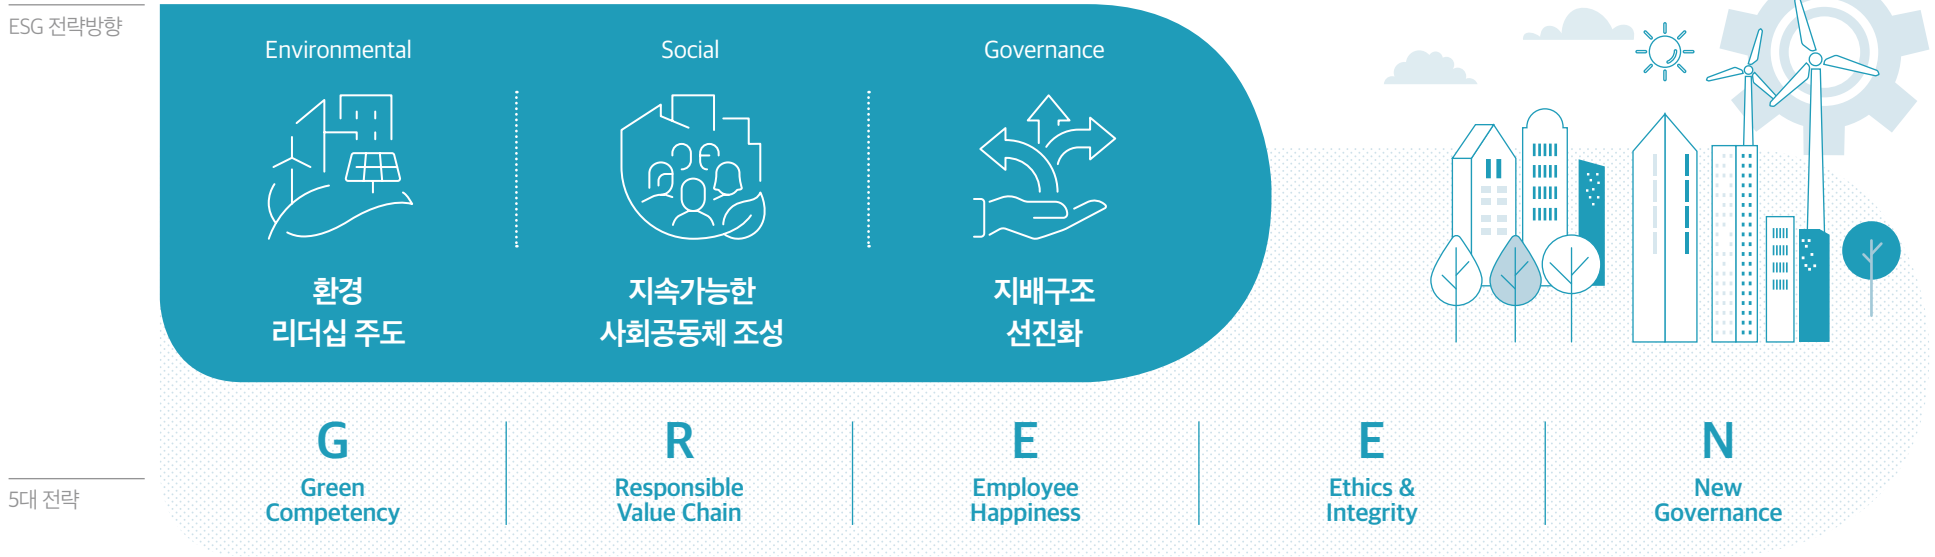 ESG 전략방향
Environmental
Social
Governance
환경
리더십 주도
지속가능한
사회공동체 조성
지배구조
선진화
5대 전략
G
Green
Competency
R
Responsible
Value Chain
E
Employee
Happiness
E
Ethics &
Integrity
N
New
Governance